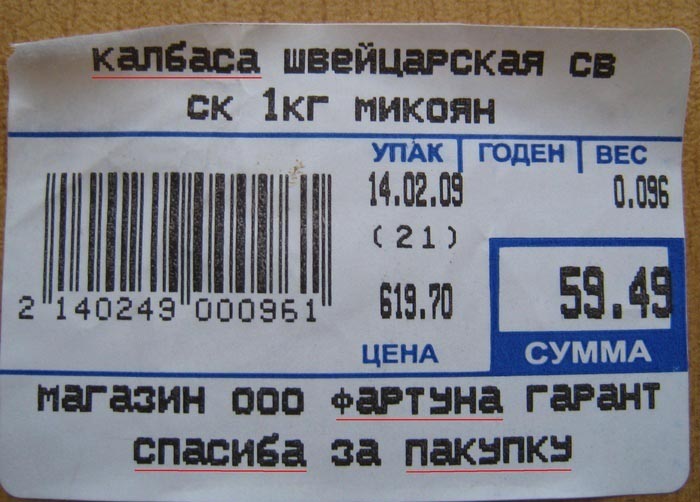 калбаса швейцарская св
ск 1кг микоян
УПАК ГОДЕН ВЕС
14.02.09 0.096
(21)
619.70 59.49
2 140249 000961
ЦЕНА СУММА
магазин ооо фартуна гарант
спасиба за пакупку